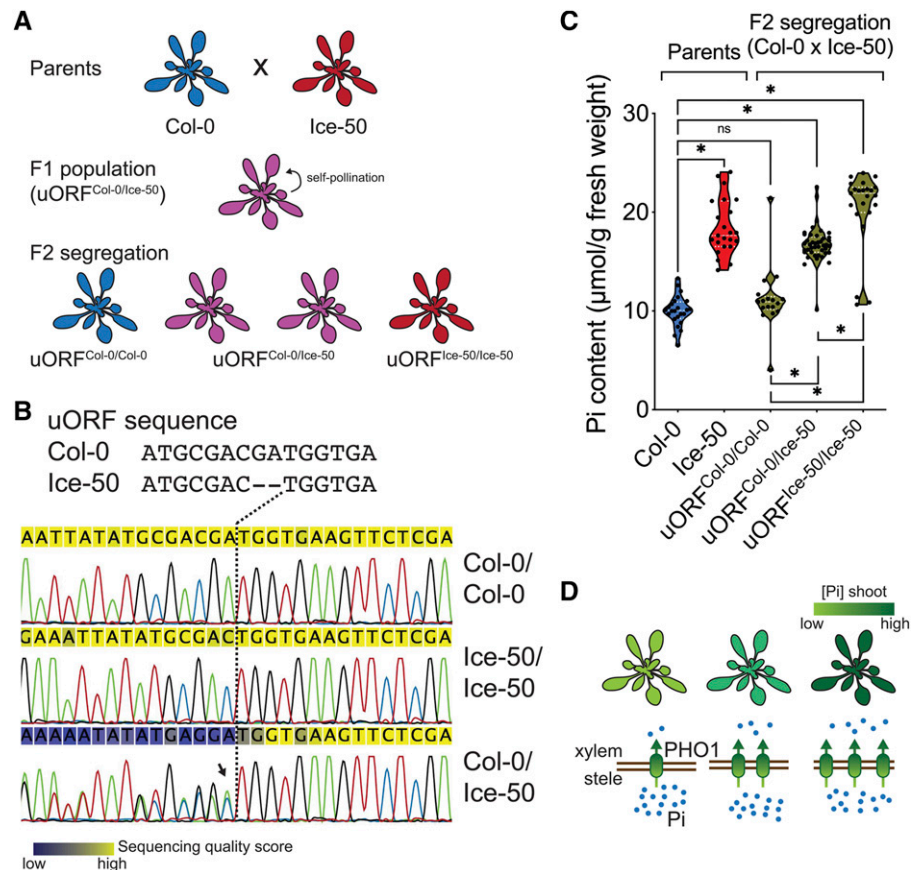 A
Parents
X
Col-0
Ice-50
F1 population
(uORFCol-0/Ice-50)
self-pollination
F2 segregation
uORFCol-0/Col-0
uORFCol-0/Ice-50
uORFIce-50/Ice-50
B
uORF sequence
Col-0 ATGCGACGATGGTGA
Ice-50 ATGCGAC--TGGTGA
AATTATATGCGACGATGGTGAAGTTCTCGA
Col-0/
Col-0
GAAATTATATGCGACTGGTGAAGTTCTCGA
Ice-50/
Ice-50
AAAAATATATGAGGATGGTGAAGTTCTCGA
Col-0/
Ice-50
Sequencing quality score
low high
C
F2 segregation
Parents (Col-0 x Ice-50)
*
*
ns
*
*
*
*
Pi content (µmol/g fresh weight)
30
20
10
0
Col-0
Ice-50
uORFCol-0/Col-0
uORFCol-0/Ice-50
uORFIce-50/Ice-50
D
[Pi] shoot
low high
xylem
PHO1
stele
Pi